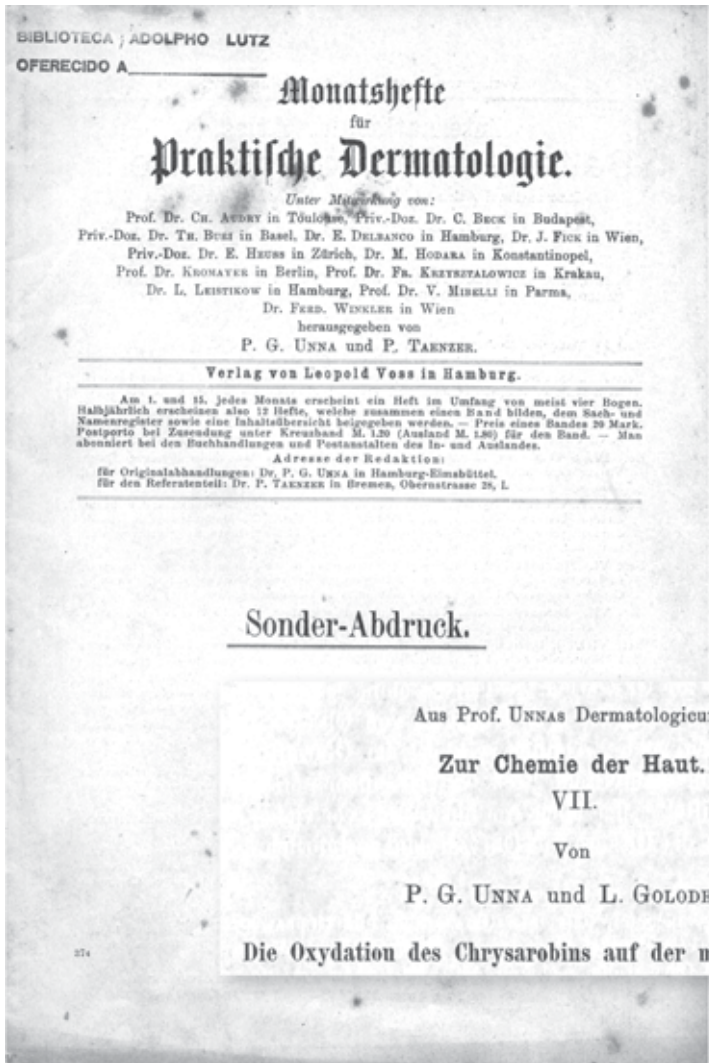 BIBLIOTECA ; ADOLPHO LUTZ
OFERECIDO A
Monatshefte
für
Praktische Dermatologie.
Unter Mitwirkung von:
Prof. Dr. CH. AUDRY in Toulouse, Priv.-Doz. Dr. C. BECK in Budapest,
Priv.-Doz. Dr. TH. BURI in Basel, Dr. E. DELBANCO in Hamburg, Dr. J. FICK in Wien,
Priv.-Doz. Dr. E. HEUSS in Zürich, Dr. M. HODARA in Konstantinopel,
Prof. Dr. KROMAYER in Berlin, Prof. Dr. FR. KRZYSZTALOWICZ in Krakau,
Dr. L. LEISTIKOW in Hamburg, Prof. Dr. V. MIBELLI in Parma,
Dr. FERD. WINKLER in Wien
herausgegeben von
P. G. UNNA und P. TAENZER.
Verlag von Leopold Voss in Hamburg.
Am 1. und 15. jedes Monats erscheint ein Heft im Umfang von meist vier Bogen.
Halbjährlich erscheinen also 12 Hefte, welche zusammen einen Band bilden, dem Sach- und
Namenregister sowie eine Inhaltsübersicht beigegeben werden. — Preis eines Bandes 20 Mark.
Postporto bei Zusendung unter Kreuzband M. 1.20 (Ausland M. 1.80) für den Band. — Man
abonniert bei den Buchhandlungen und Postanstalten des In- und Auslandes.
Adresse der Redaktion:
für Originalabhandlungen: Dr. P. G. UNNA in Hamburg-Eimsbüttel.
für den Referatenteil: Dr. P. TAENZER in Bremen, Obernstrasse 28, I.
Sonder-Abdruck.
Aus Prof. UNNAS Dermatologicu
Zur Chemie der Haut.
VII.
Von
P. G. UNNA und L. GOLODE
274
Die Oxydation des Chrysarobins auf der